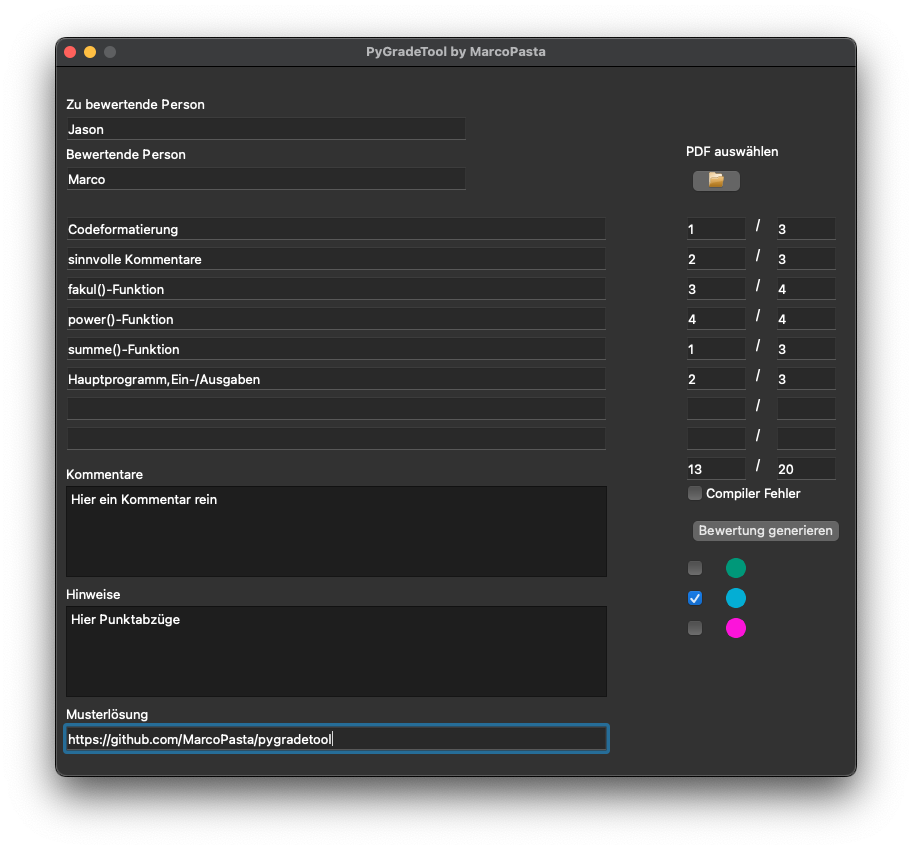 PyGradeTool by MarcoPasta
Zu bewertende Person
Jason
Bewertende Person
PDF auswählen
Marco
Codeformatierung 1 / 3
sinnvolle Kommentare 2 / 3
fakul()-Funktion 3 / 4
power()-Funktion 4 / 4
summe()-Funktion 1 / 3
Hauptprogramm,Ein-/Ausgaben 2 / 3
/
/
13 / 20
Kommentare
Compiler Fehler
Hier ein Kommentar rein
Bewertung generieren
Hinweise
Hier Punktabzüge
Musterlösung
https://github.com/MarcoPasta/pygradetool